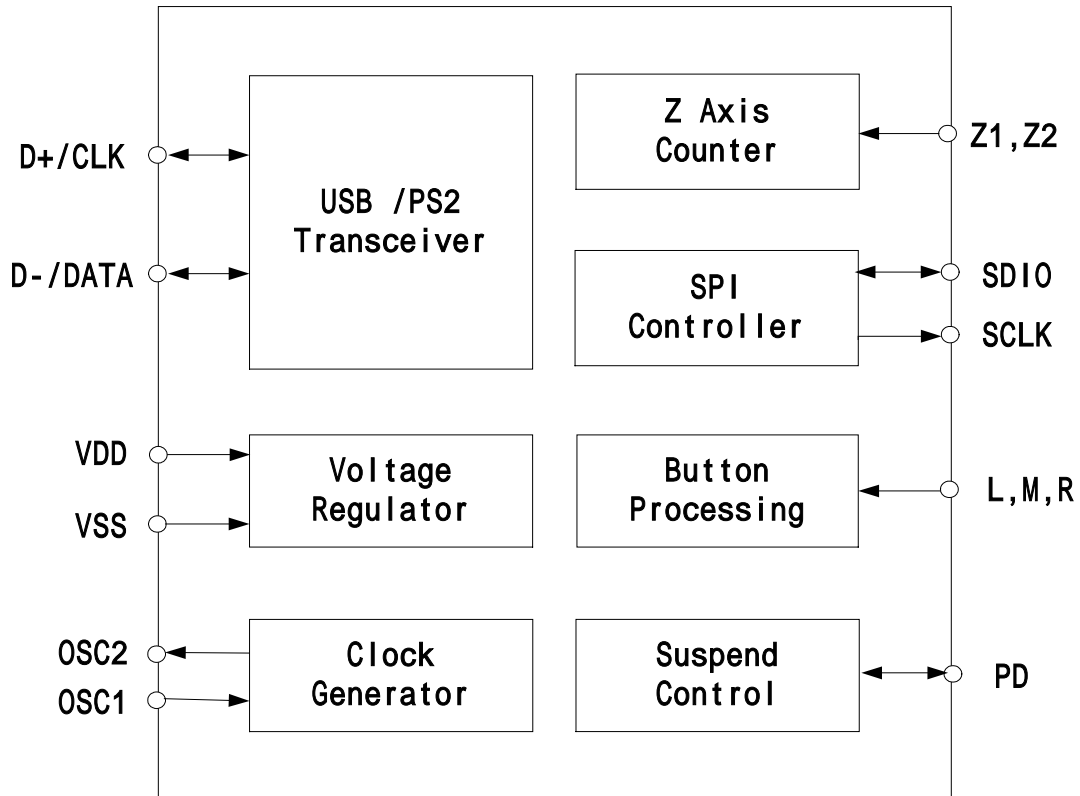 D+/CLK
D-/DATA
USB /PS2
Transceiver
Z Axis
Counter
Z1,Z2
SPI
Controller
SDIO
SCLK
VDD
VSS
Voltage
Regulator
Button
Processing
L,M,R
OSC2
OSC1
Clock
Generator
Suspend
Control
PD